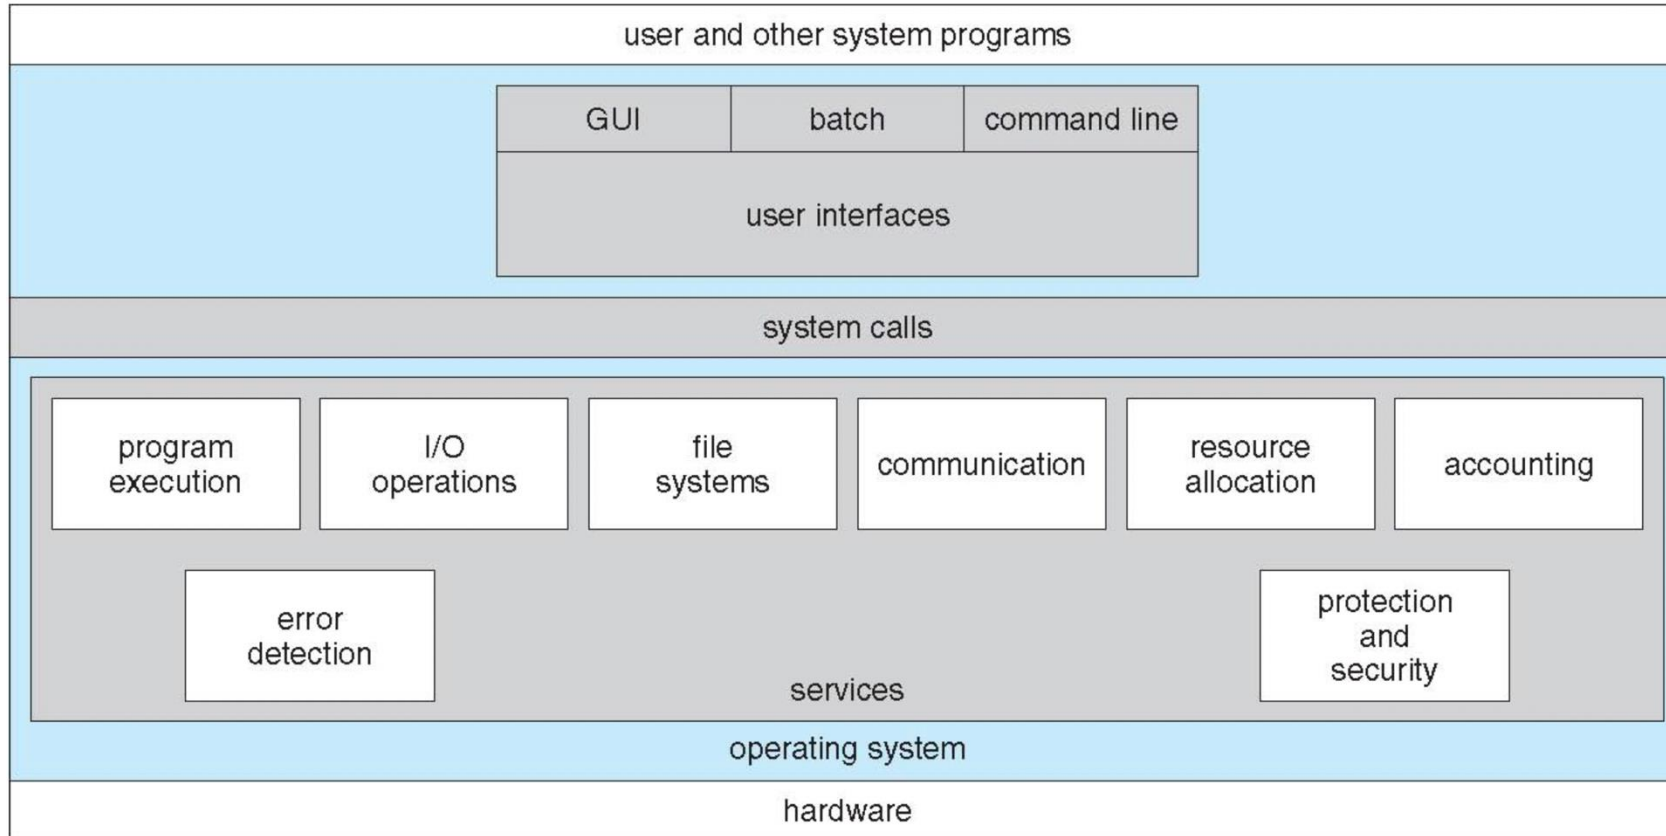 user and other system programs
GUI
batch
command line
user interfaces
system calls
program
execution
I/O
operations
file
systems
communication
resource
allocation
accounting
error
detection
protection
and
security
services
operating system
hardware